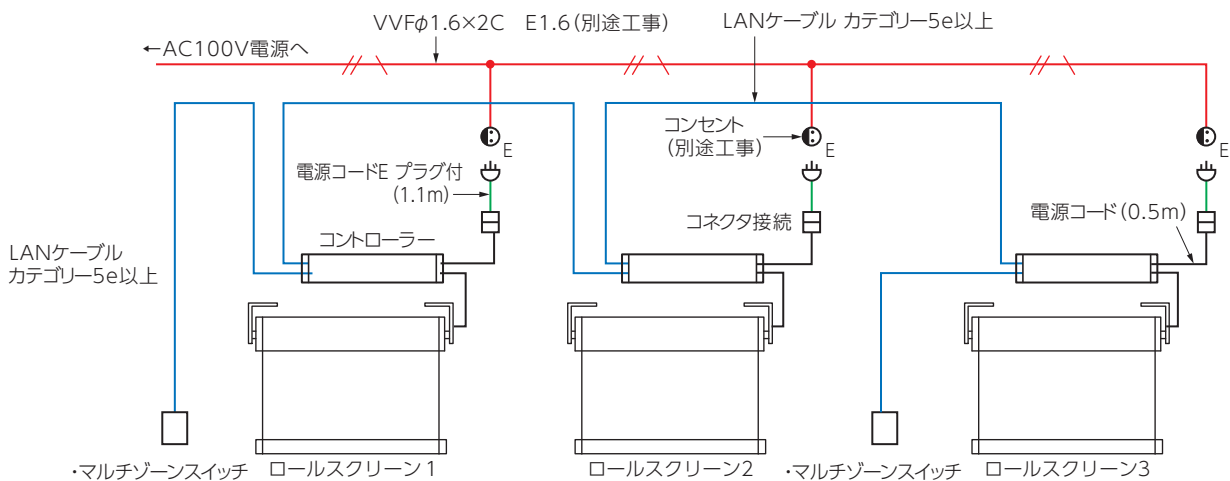 VVFφ1.6×2C E1.6(別途工事)
LANケーブル カテゴリー5e以上
←AC100V電源へ
コンセント
(別途工事)
E
E
E
電源コードE プラグ付
(1.1m)
コネクタ接続
電源コード(0.5m)
コントローラー
LANケーブル
カテゴリー5e以上
・マルチゾーンスイッチ
ロールスクリーン1
ロールスクリーン2
・マルチゾーンスイッチ
ロールスクリーン3